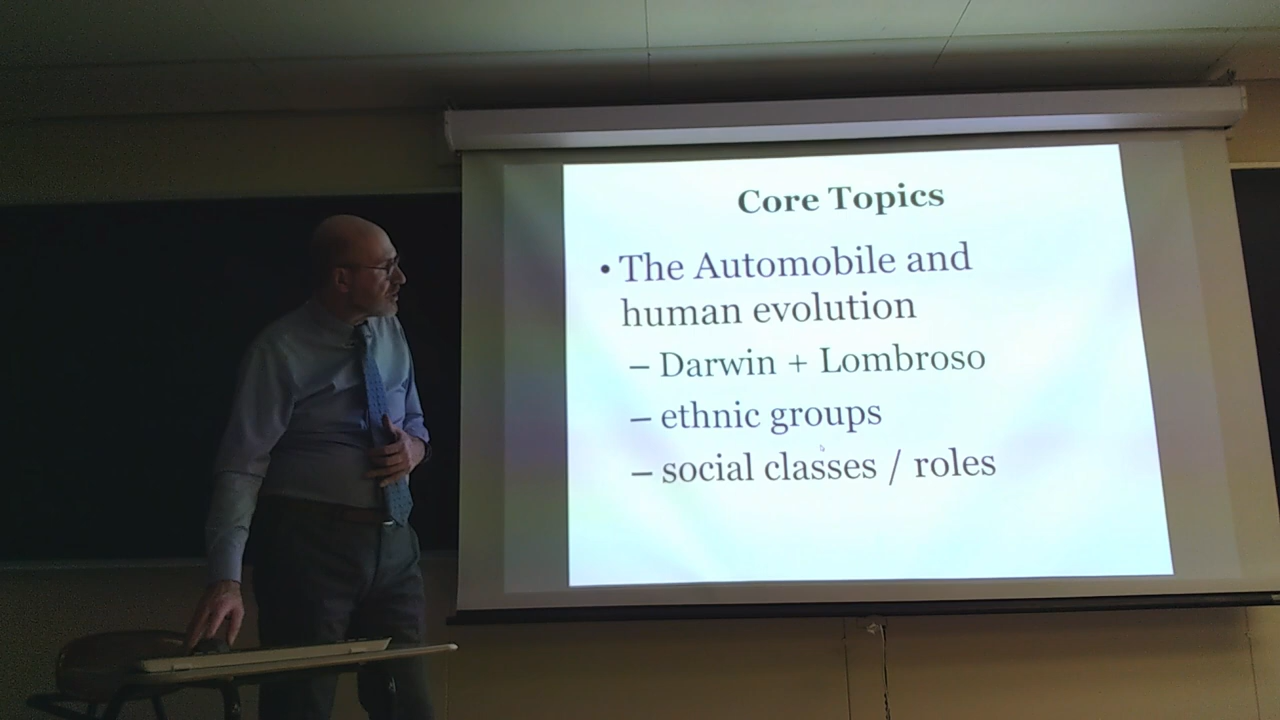 Core Topics
• The Automobile and
human evolution
– Darwin + Lombroso
– ethnic groups
– social classes / roles